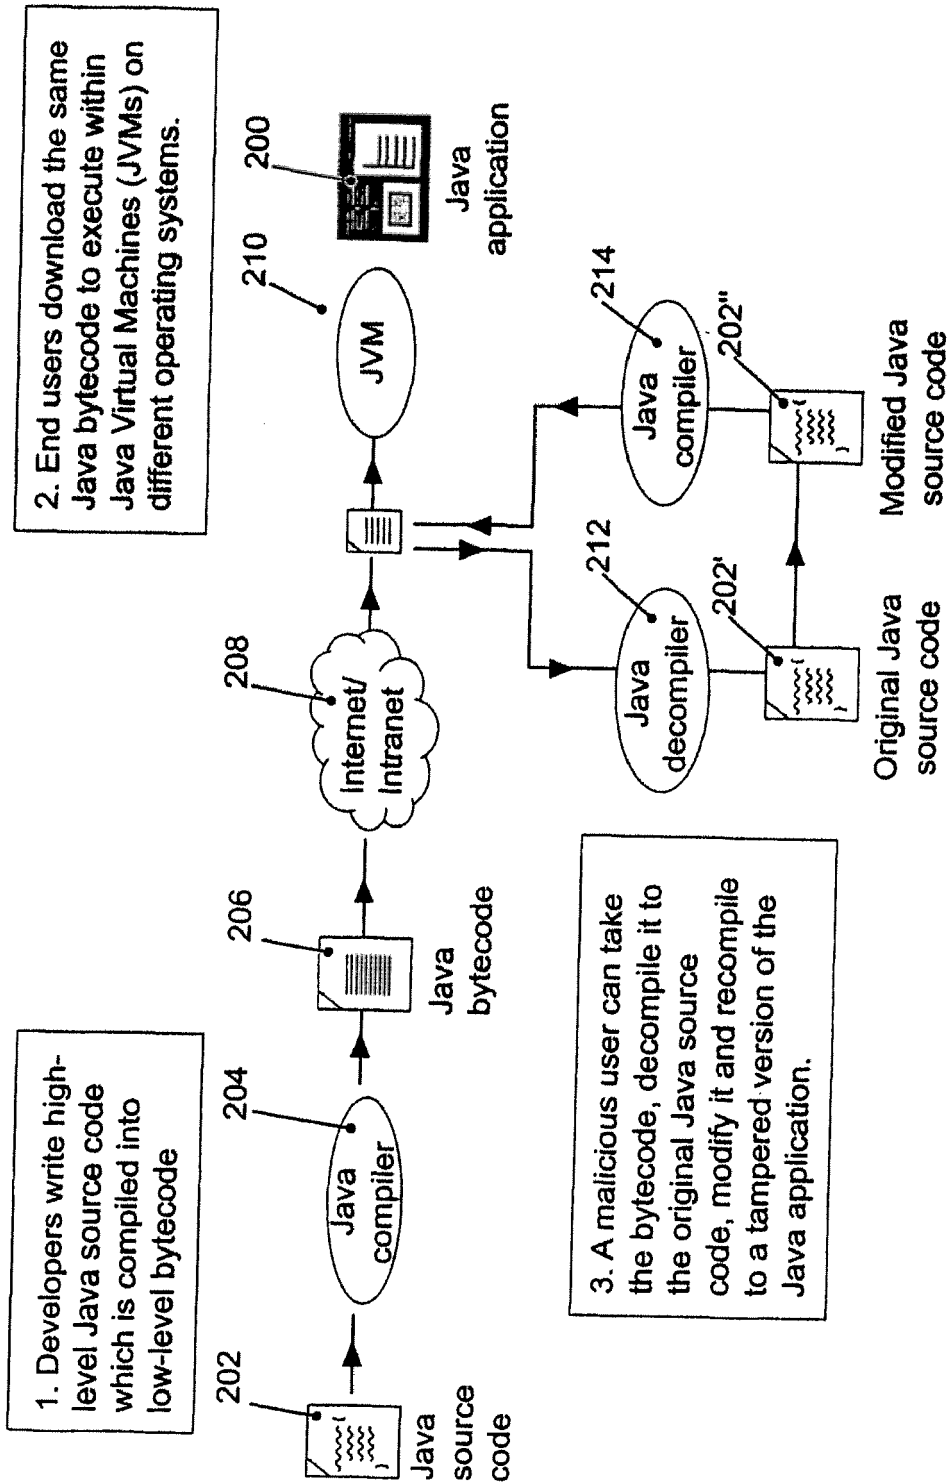 1. Developers write high-
level Java source code
which is compiled into
low-level bytecode
2. End users download the same
Java bytecode to execute within
Java Virtual Machines (JVMs) on
different operating systems.
202
Java
source
code
204
Java
compiler
206
Java
bytecode
208
Internet/
Intranet
210
JVM
200
Java
application
212
Java
decompiler
214
Java
compiler
202'
Original Java
source code
202"
Modified Java
source code
3. A malicious user can take
the bytecode, decompile it to
the original Java source
code, modify it and recompile
to a tampered version of the
Java application.